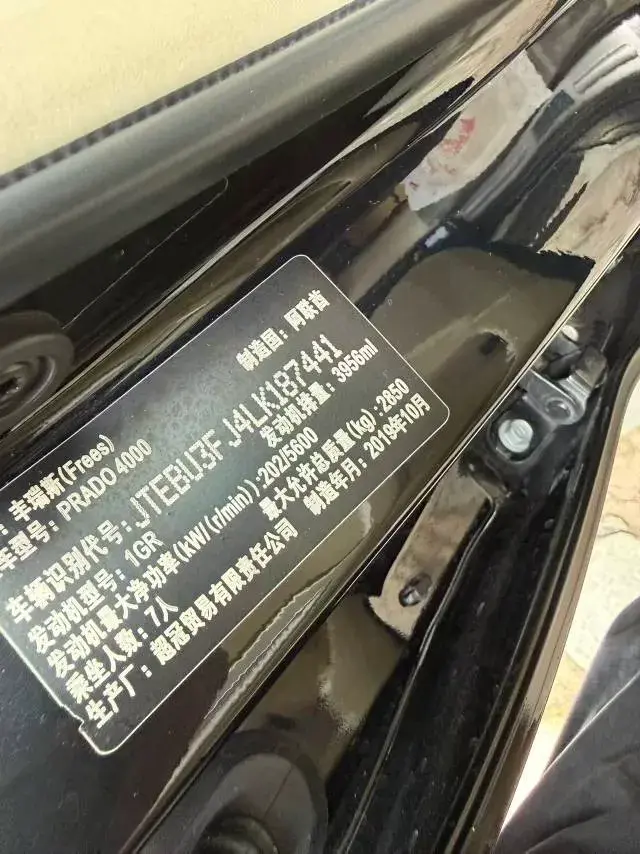 : 丰瑞斯(Frees) 制造国: 阿联酋
车型号: PRADO 4000
车辆识别代号: JTEBU3FJ4LK187441
发动机型号: 1GR 发动机排量: 3956ml
发动机最大净功率(kW/(r/min)):202/5600
乘坐人数: 7人 最大允许总质量(kg):2850
生产厂: 超冠贸易有限责任公司 制造年月: 2019年10月